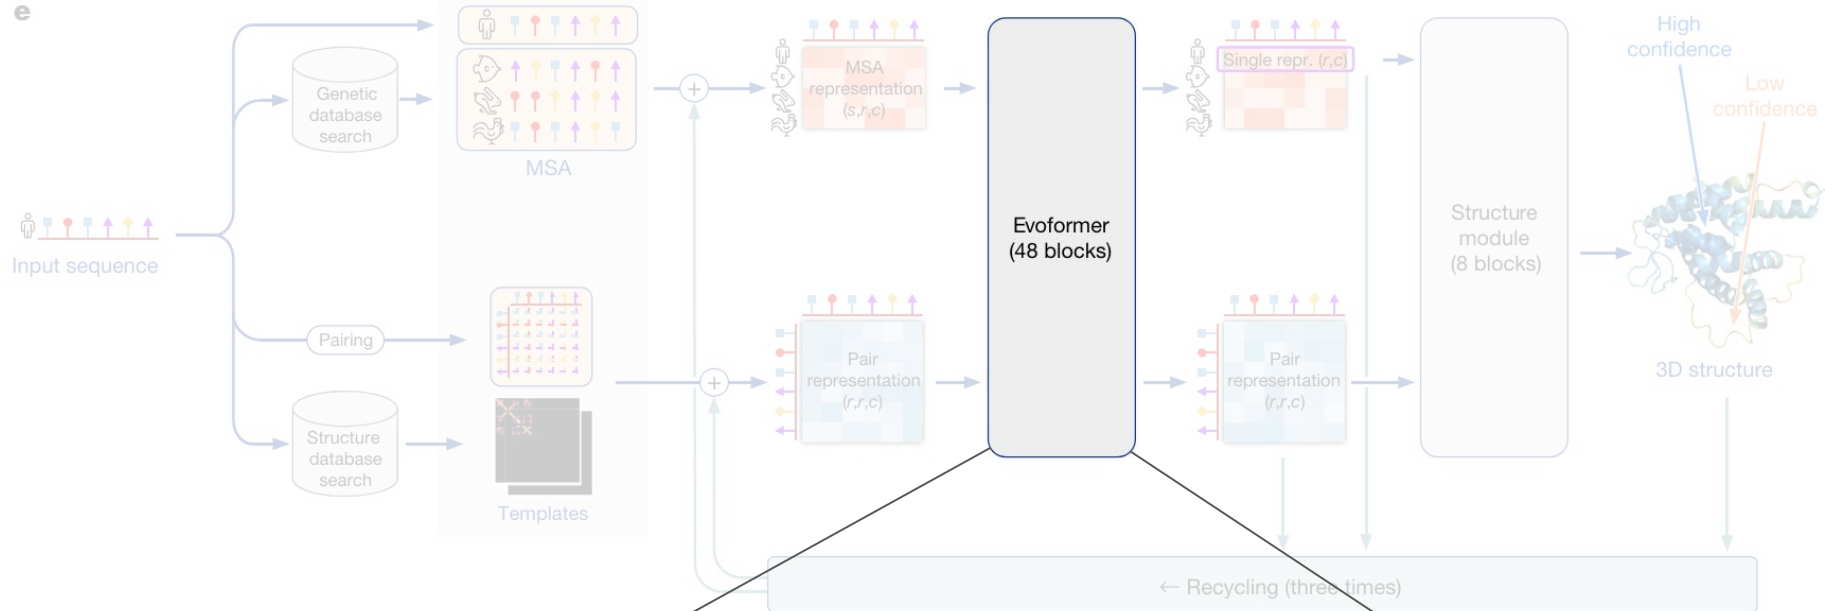 e
High
confidence
Low
confidence
Genetic
database
search
MSA
MSA
representation
(s,r,c)
Single repr. (r,c)
Input sequence
Evoformer
(48 blocks)
Structure
module
(8 blocks)
Pairing
+
+
Pair
representation
(r,r,c)
Pair
representation
(r,r,c)
3D structure
Structure
database
search
Templates
← Recycling (three times)